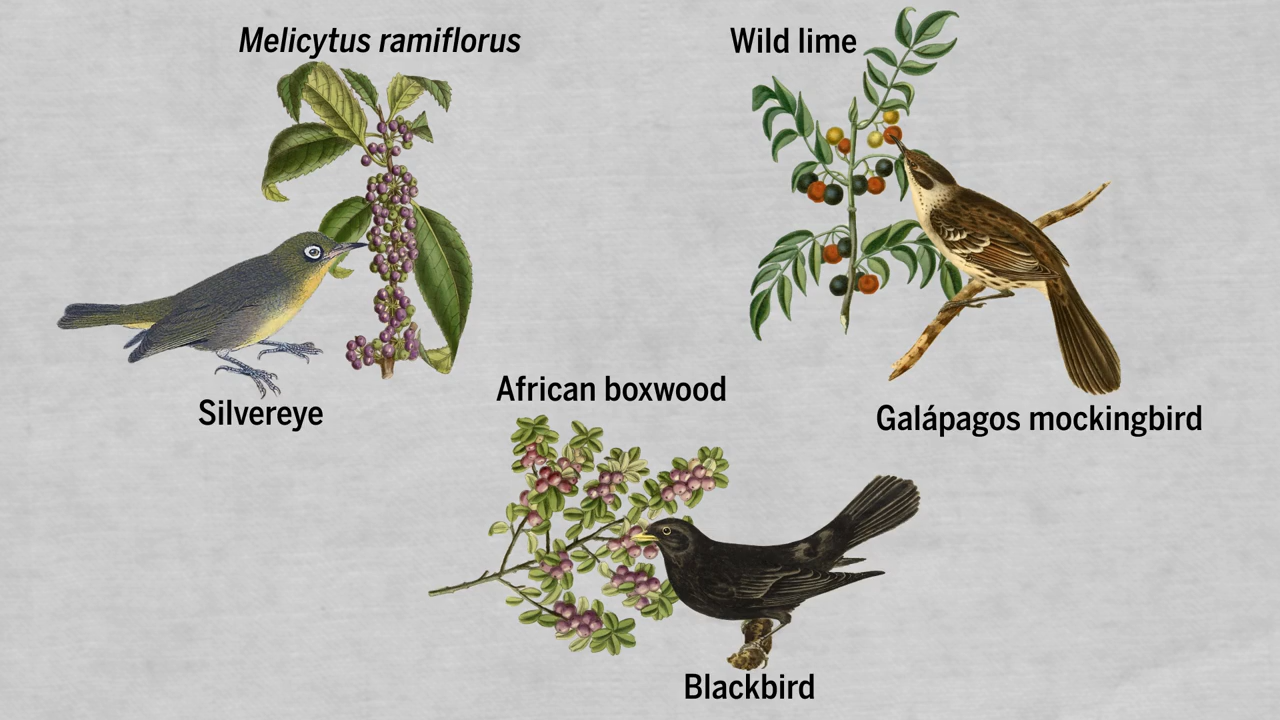 Melicytus ramiflorus
Wild lime
Silvereye
Galápagos mockingbird
African boxwood
Blackbird